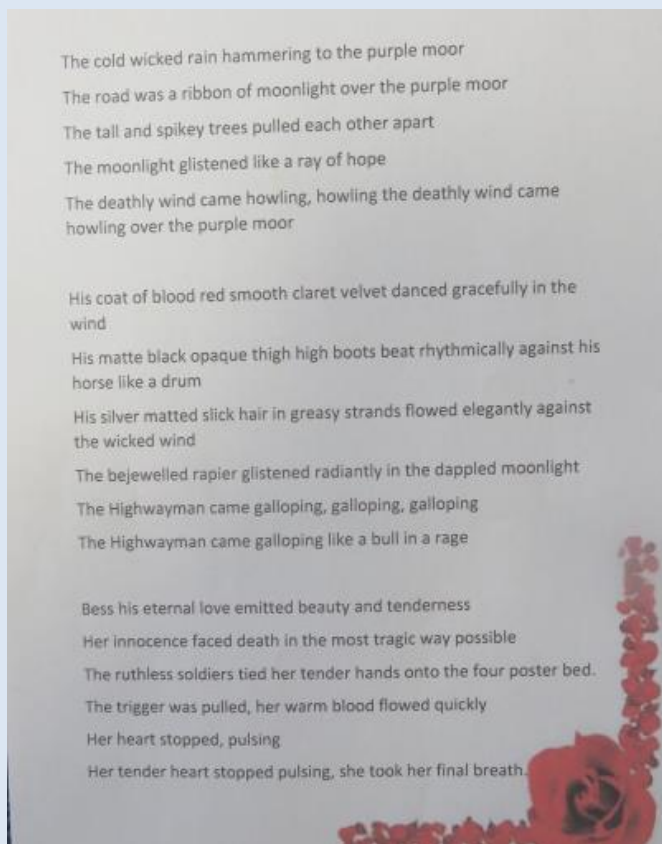 The cold wicked rain hammering to the purple moor
The road was a ribbon of moonlight over the purple moor
The tall and spikey trees pulled each other apart
The moonlight glistened like a ray of hope
The deathly wind came howling, howling the deathly wind came
howling over the purple moor
His coat of blood red smooth claret velvet danced gracefully in the
wind
His matte black opaque thigh high boots beat rhythmically against his
horse like a drum
His silver matted slick hair in greasy strands flowed elegantly against
the wicked wind
The bejewelled rapier glistened radiantly in the dappled moonlight
The Highwayman came galloping, galloping, galloping
The Highwayman came galloping like a bull in a rage
Bess his eternal love emitted beauty and tenderness
Her innocence faced death in the most tragic way possible
The ruthless soldiers tied her tender hands onto the four poster bed.
The trigger was pulled, her warm blood flowed quickly
Her heart stopped, pulsing
Her tender heart stopped pulsing, she took her final breath.